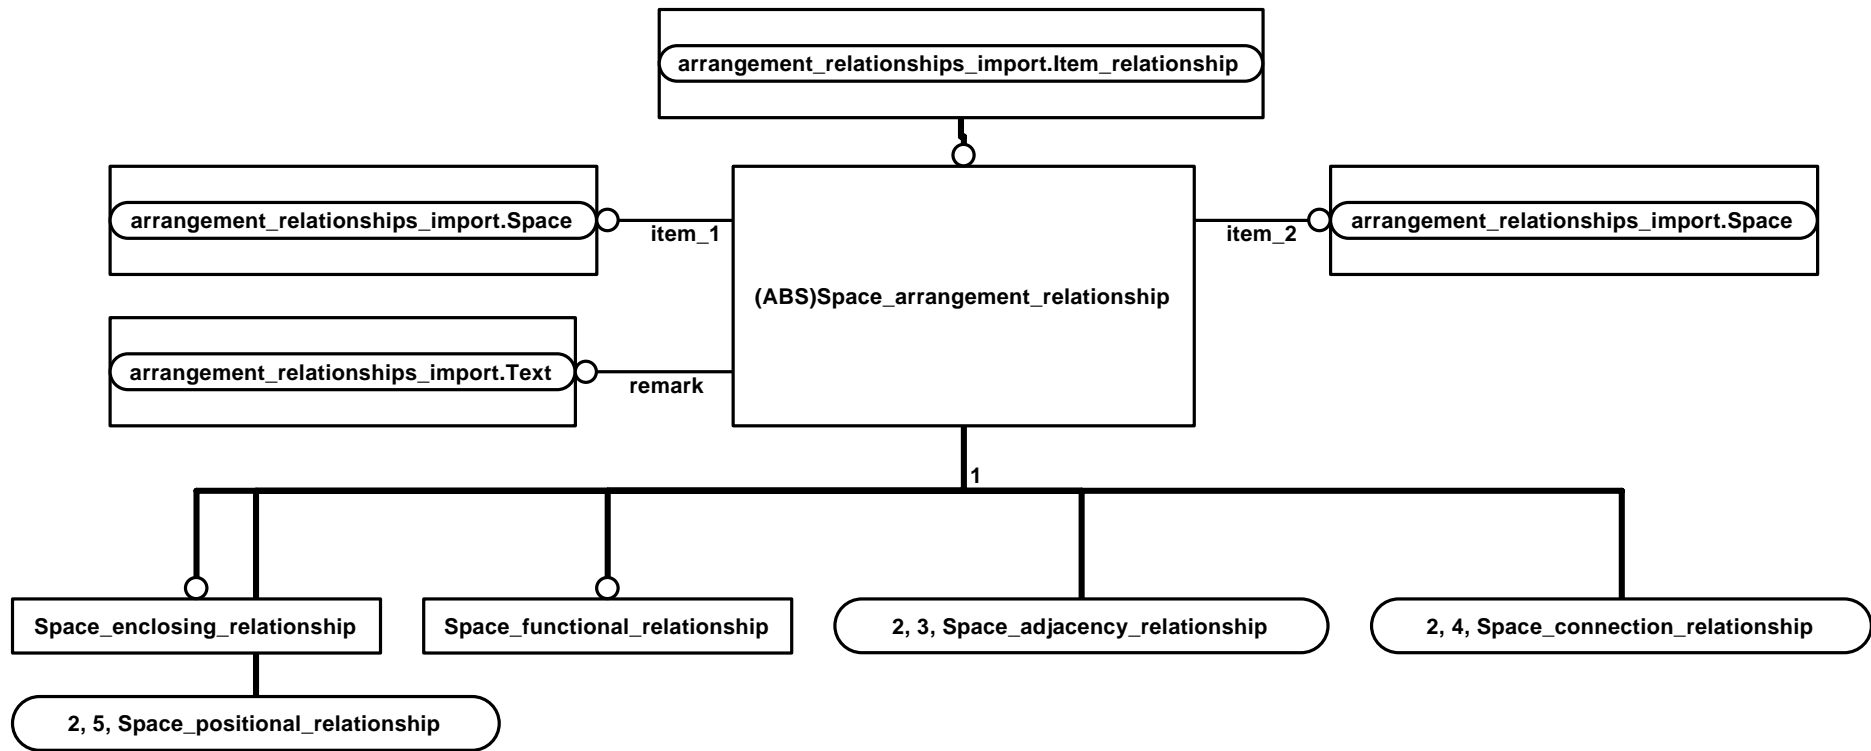 arrangement_relationships_import.Item_relationship
arrangement_relationships_import.Space
item_1
item_2
arrangement_relationships_import.Space
(ABS)Space_arrangement_relationship
arrangement_relationships_import.Text
remark
1
Space_enclosing_relationship
Space_functional_relationship
2, 3, Space_adjacency_relationship
2, 4, Space_connection_relationship
2, 5, Space_positional_relationship